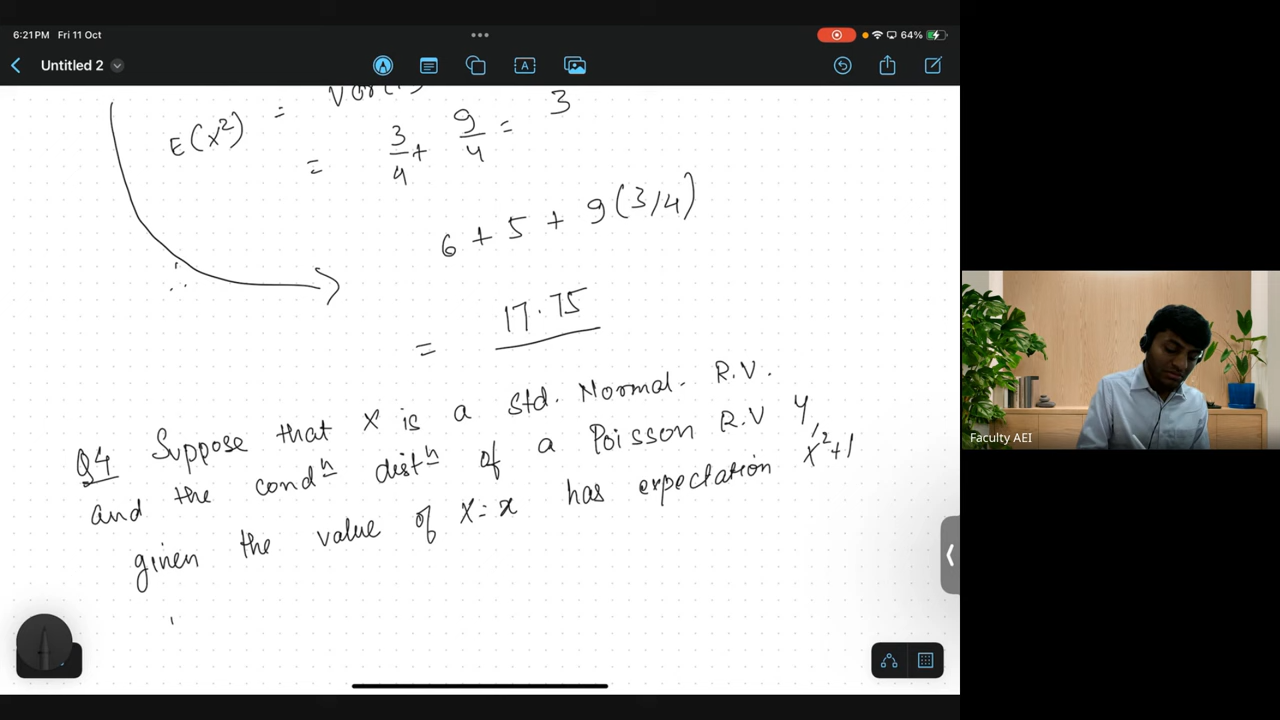 6:21 PM Fri 11 Oct
64%
Untitled 2
E(x²) =
= 3/4 + 9/4 = 3
6 + 5 + 9(3/4)
∴
= 17.75
Q4 Suppose that X is a Std. Normal. R.V.
and the condⁿ distⁿ of a Poisson R.V Y,
given the value of X=x has expectation x²+1
Faculty AEI